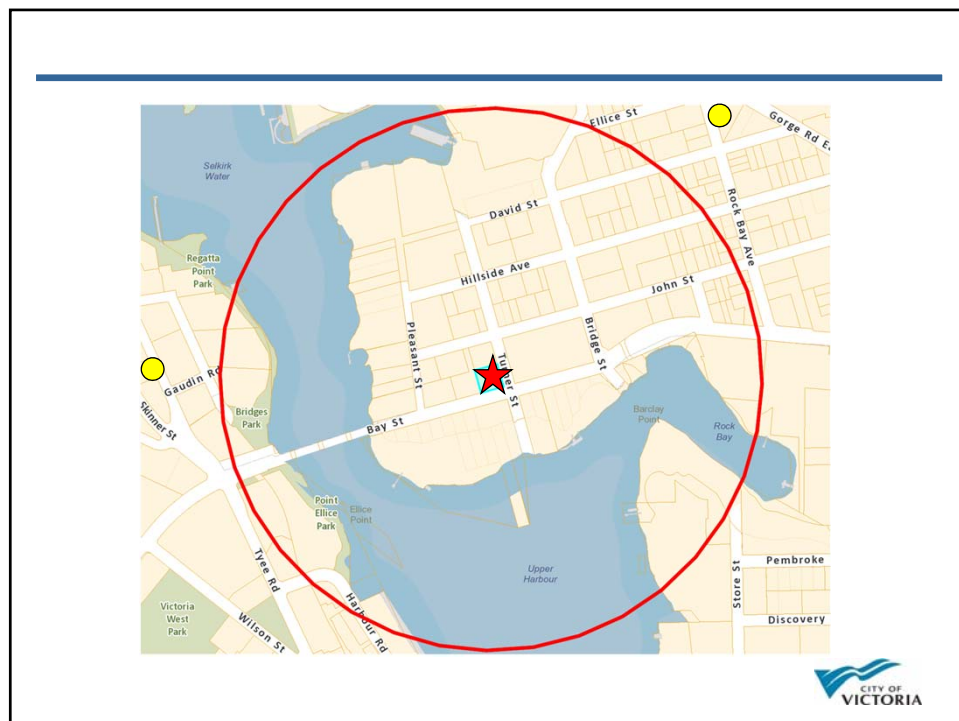 Ellice St
Gorge Rd E
Selkirk
Water
David St
Rock Bay Ave
Regatta
Point
Park
Hillside Ave
John St
Pleasant St
Bridge St
Turner St
Gaudin Rd
Skinner St
Bridges
Park
Bay St
Barclay
Point
Rock
Bay
Point
Ellice
Park
Ellice
Point
Tyee Rd
Upper
Harbour
Harbour Rd
Store St
Pembroke
Victoria
West
Park
Wilson St
Discovery
CITY OF
VICTORIA